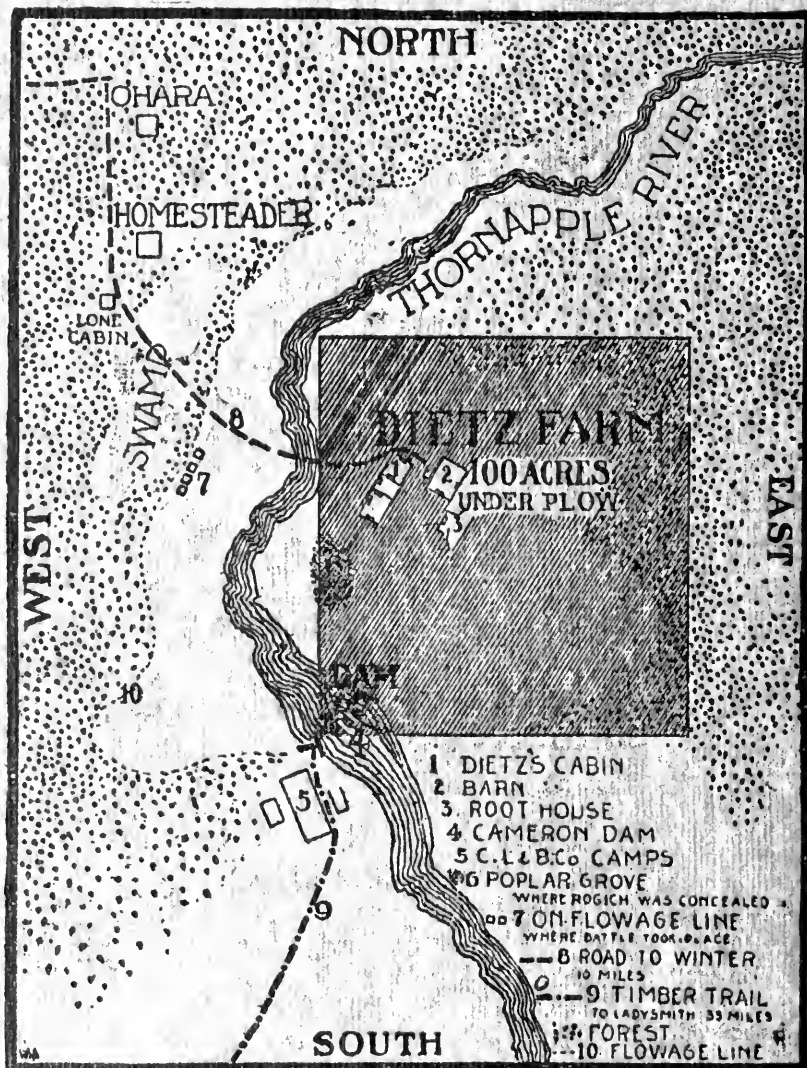 NORTH
OHARA
HOMESTEADER
LONE
CABIN
SWAMP
THORNAPPLE RIVER
8
7
DIETZ FARM
1
2
100 ACRES
UNDER PLOW
3
WEST
EAST
10
DAM
4
5
9
1 DIETZ'S CABIN
2 BARN
3. ROOT HOUSE
4 CAMERON DAM
5 C. L & B. Co CAMPS
6 POPLAR GROVE
WHERE ROGICH WAS CONCEALED
7 ON FLOWAGE LINE
WHERE BATTLE TOOK PLACE
8 ROAD TO WINTER
10 MILES
9 TIMBER TRAIL
TO LADYSMITH 35 MILES
FOREST
10 FLOWAGE LINE
SOUTH